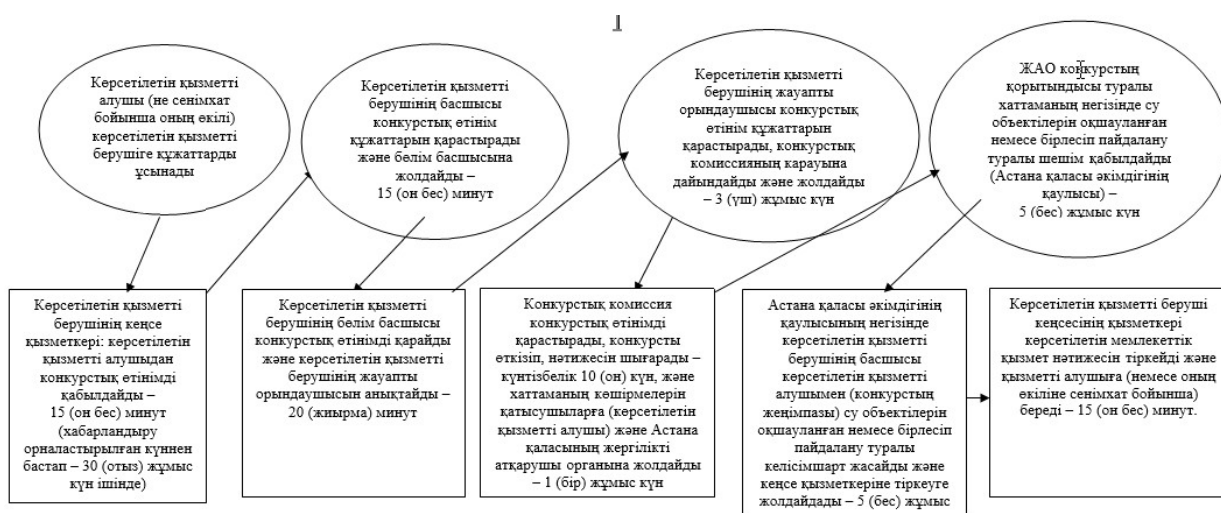 Көрсетілетін қызметті
алушы (не сенімхат
бойынша оның өкілі)
көрсетілетін қызметті
берушіге құжаттарды
ұсынады
Көрсетілетін қызметті
берушінің басшысы
конкурстық өтінім
құжаттарын қарастырады
және бөлім басшысына
жолдайды –
15 (он бес) минут
Көрсетілетін қызметті
берушінің жауапты
орындаушысы конкурстық
өтінім құжаттарын
қарастырады, конкурстық
комиссияның карауына
дайындайды және жолдайды
– 3 (үш) жұмыс күн
ЖАО конкурстың
қорытындысы туралы
хаттаманың негізінде су
объектілерін оқшауланған
немесе бірлесіп пайдалану
туралы шешім қабылдайды
(Астана қаласы әкімдігінің
қаулысы) –
5 (бес) жұмыс күн
Көрсетілетін қызметті
берушінің кеңсе
қызметкері: көрсетілетін
қызметті алушыдан
конкурстық өтінімді
қабылдайды –
15 (он бес) минут
(хабарландыру
орналастырылған күннен
бастап – 30 (отыз) жұмыс
күн ішінде)
Көрсетілетін қызметті
берушінің бөлім басшысы
конкурстық өтінімді қарайды
және көрсетілетін қызметті
берушінің жауапты
орындаушысын анықтайды –
20 (жиырма) минут
Конкурстық комиссия
конкурстық өтінімді
қарастырады, конкурсты
өткізіп, нәтижесін шығарады –
күнтізбелік 10 (он) күн, және
хаттаманың көшірмелерін
қатысушыларға (көрсетілетін
қызметті алушы) және Астана
қаласының жергілікті
атқарушы органына жолдайды
– 1 (бір) жұмыс күн
Астана қаласы әкімдігінің
қаулысының негізінде
көрсетілетін қызметті
берушінің басшысы
көрсетілетін қызметті
алушымен (конкурстың
жеңімпазы) су объектілерін
оқшауланған немесе бірлесіп
пайдалану туралы
келісімшарт жасайды және
кеңсе қызметкеріне тіркеуге
жолдайдады – 5 (бес) жұмыс
Көрсетілетін қызметті беруші
кеңсесінің қызметкері
көрсетілетін мемлекеттік
қызмет нәтижесін тіркейді және
қызметті алушыға (немесе оның
өкіліне сенімхат бойынша)
береді – 15 (он бес) минут.